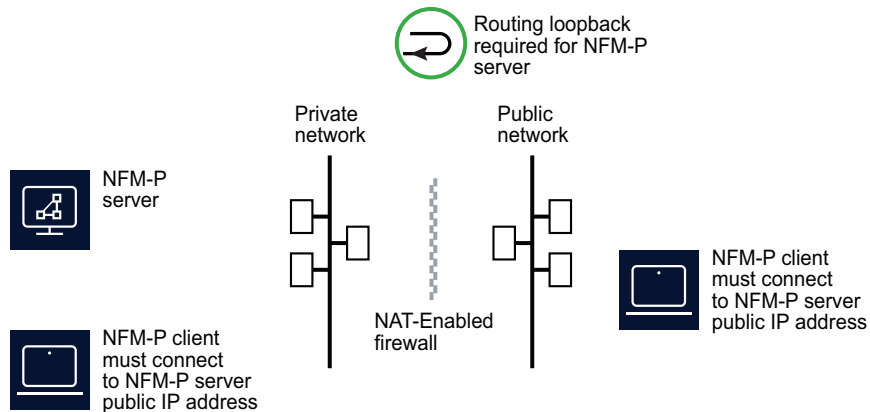 Routing loopback
required for NFM-P
server
Private
network
Public
network
NFM-P
server
NFM-P client
must connect
to NFM-P server
public IP address
NAT-Enabled
firewall
NFM-P client
must connect
to NFM-P server
public IP address